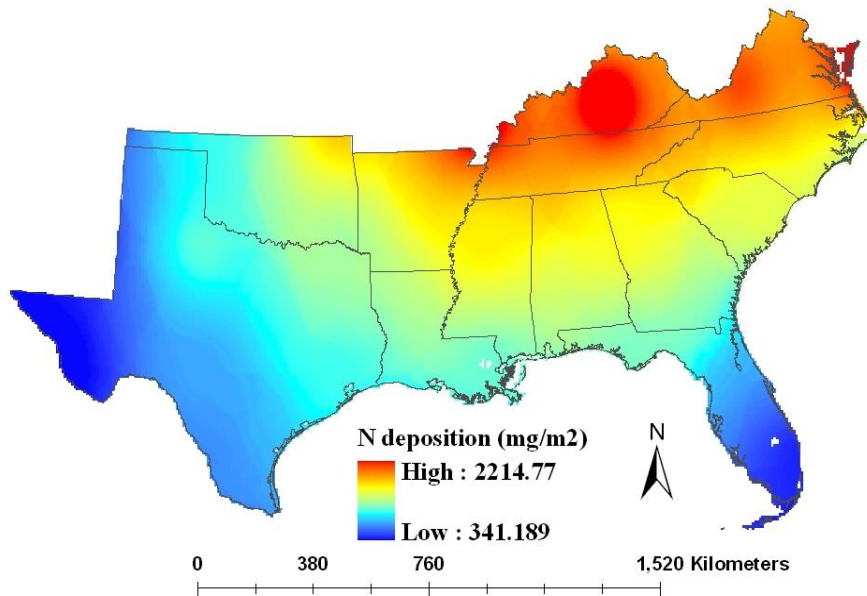 N deposition (mg/m2)
High : 2214.77
Low : 341.189
N
0 380 760 1,520 Kilometers